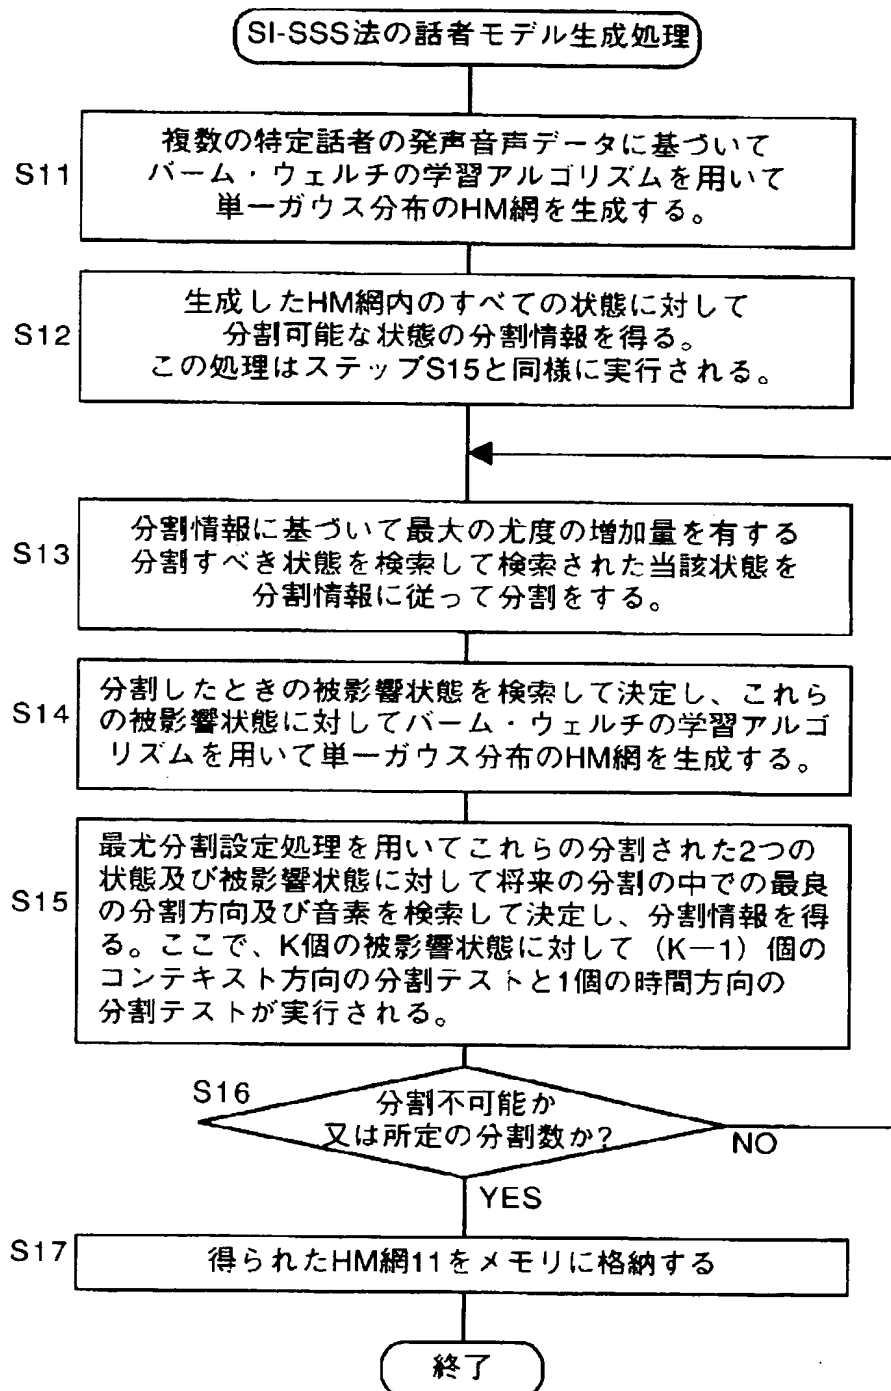 SI-SSS法の話者モデル生成処理
S11
複数の特定話者の発声音声データに基づいて
バーム・ウェルチの学習アルゴリズムを用いて
単一ガウス分布のHM網を生成する。
S12
生成したHM網内のすべての状態に対して
分割可能な状態の分割情報を得る。
この処理はステップS15と同様に実行される。
S13
分割情報に基づいて最大の尤度の増加量を有する
分割すべき状態を検索して検索された当該状態を
分割情報に従って分割をする。
S14
分割したときの被影響状態を検索して決定し、これら
の被影響状態に対してバーム・ウェルチの学習アルゴ
リズムを用いて単一ガウス分布のHM網を生成する。
S15
最尤分割設定処理を用いてこれらの分割された2つの
状態及び被影響状態に対して将来の分割の中での最良
の分割方向及び音素を検索して決定し、分割情報を得
る。ここで、K個の被影響状態に対して（K－1）個の
コンテキスト方向の分割テストと1個の時間方向の
分割テストが実行される。
S16
分割不可能か
又は所定の分割数か?
NO
YES
S17
得られたHM網11をメモリに格納する
終了